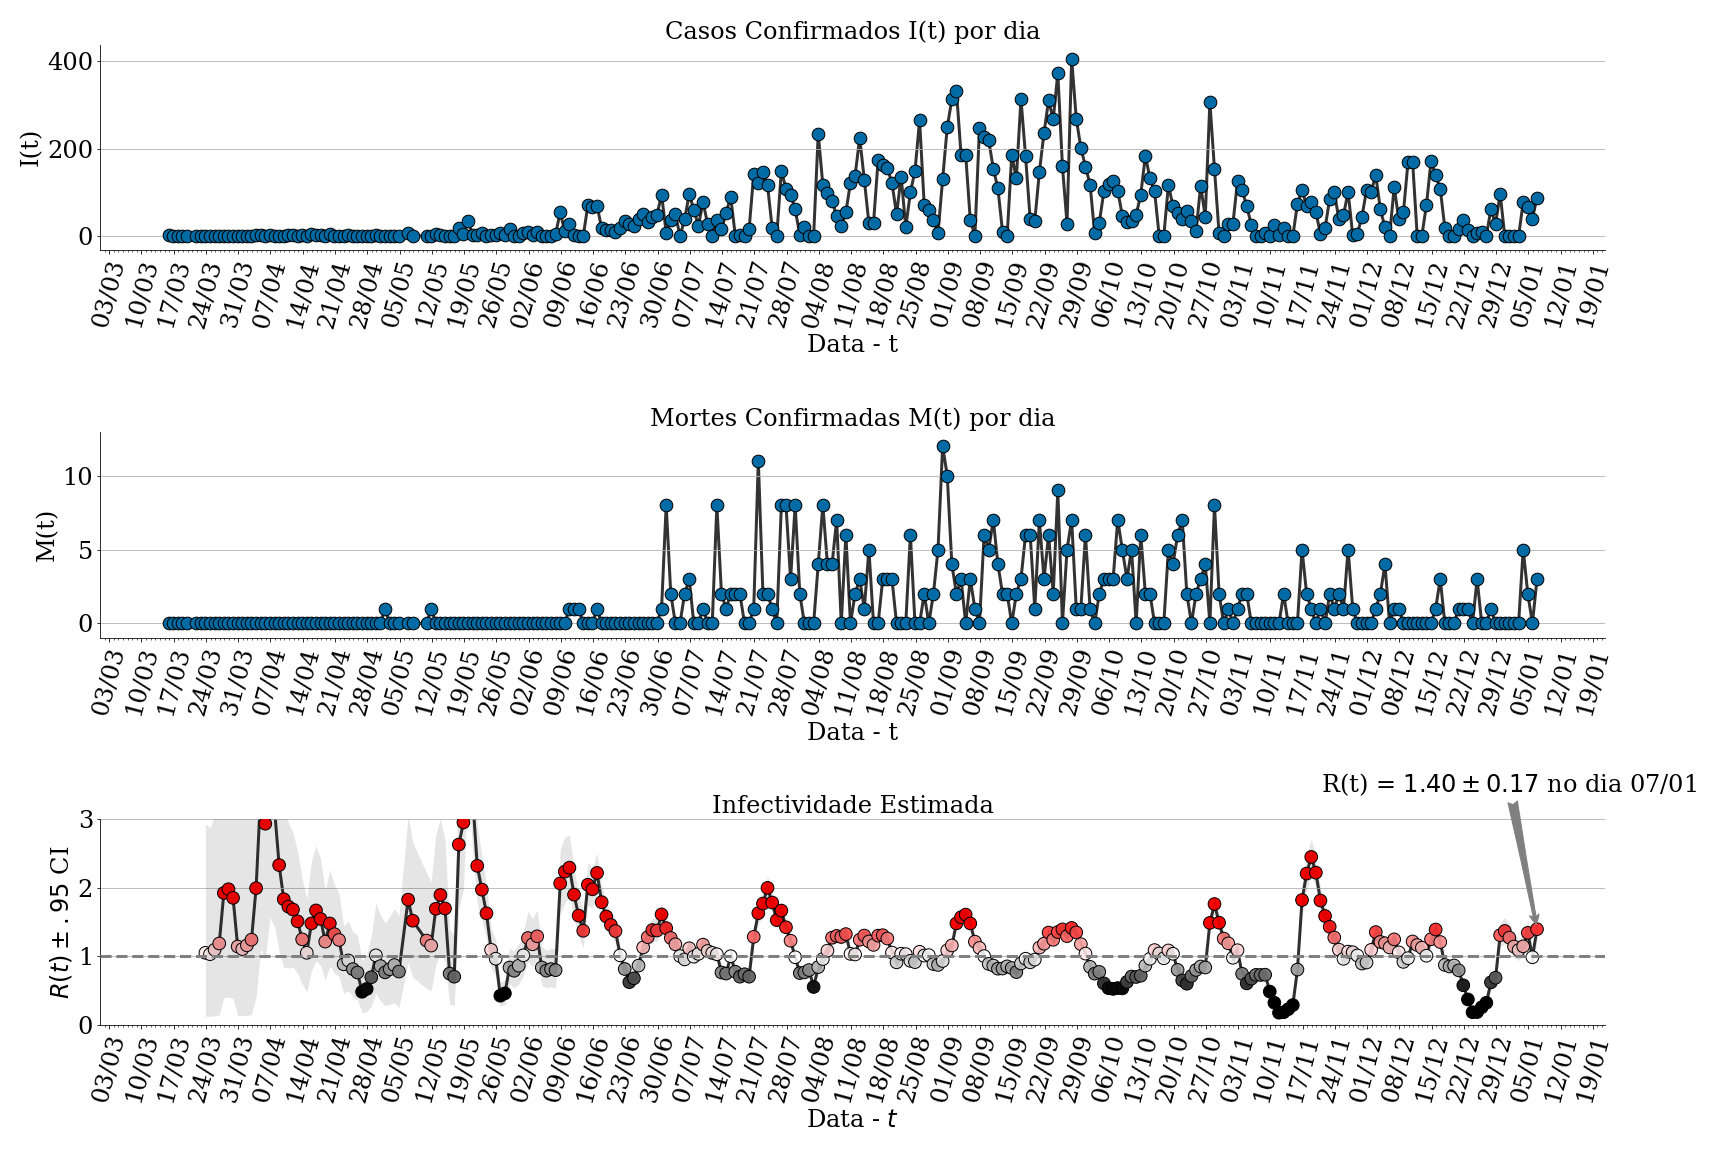 Casos Confirmados I(t) por dia
I(t)
400
200
0
03/03 10/03 17/03 24/03 31/03 07/04 14/04 21/04 28/04 05/05 12/05 19/05 26/05 02/06 09/06 16/06 23/06 30/06 07/07 14/07 21/07 28/07 04/08 11/08 18/08 25/08 01/09 08/09 15/09 22/09 29/09 06/10 13/10 20/10 27/10 03/11 10/11 17/11 24/11 01/12 08/12 15/12 22/12 29/12 05/01 12/01 19/01
Data - t
Mortes Confirmadas M(t) por dia
M(t)
10
5
0
03/03 10/03 17/03 24/03 31/03 07/04 14/04 21/04 28/04 05/05 12/05 19/05 26/05 02/06 09/06 16/06 23/06 30/06 07/07 14/07 21/07 28/07 04/08 11/08 18/08 25/08 01/09 08/09 15/09 22/09 29/09 06/10 13/10 20/10 27/10 03/11 10/11 17/11 24/11 01/12 08/12 15/12 22/12 29/12 05/01 12/01 19/01
Data - t
R(t) = 1.40 ± 0.17 no dia 07/01
Infectividade Estimada
R(t) ± .95 CI
3
2
1
0
03/03 10/03 17/03 24/03 31/03 07/04 14/04 21/04 28/04 05/05 12/05 19/05 26/05 02/06 09/06 16/06 23/06 30/06 07/07 14/07 21/07 28/07 04/08 11/08 18/08 25/08 01/09 08/09 15/09 22/09 29/09 06/10 13/10 20/10 27/10 03/11 10/11 17/11 24/11 01/12 08/12 15/12 22/12 29/12 05/01 12/01 19/01
Data - t